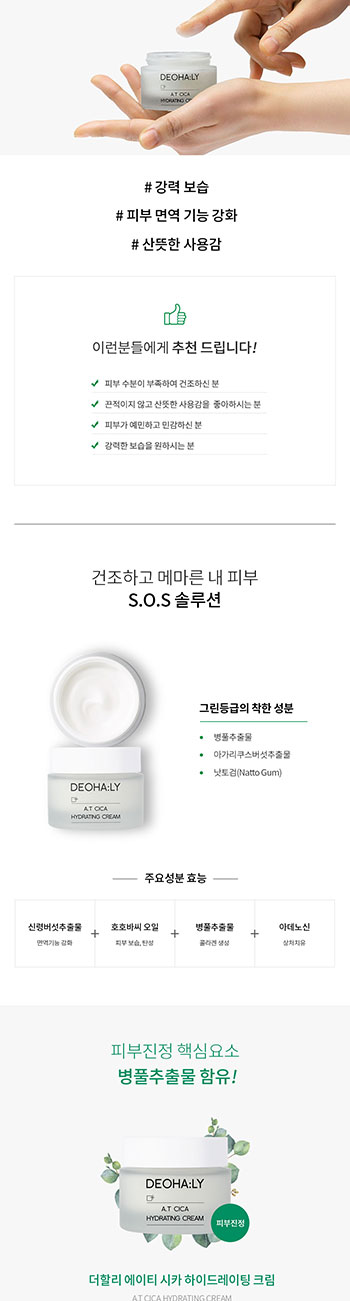 DEOHA:LY
A.T CICA
HYDRATING CREAM
# 강력 보습
# 피부 면역 기능 강화
# 산뜻한 사용감
이런분들에게 추천 드립니다!
피부 수분이 부족하여 건조하신 분
끈적이지 않고 산뜻한 사용감을 좋아하시는 분
피부가 예민하고 민감하신 분
강력한 보습을 원하시는 분
건조하고 메마른 내 피부
S.O.S 솔루션
DEOHA:LY
A.T CICA
HYDRATING CREAM
그린등급의 착한 성분
병풀추출물
아가리쿠스버섯추출물
낫토검(Natto Gum)
주요성분 효능
신령버섯추출물 + 호호바씨 오일 + 병풀추출물 + 아데노신
면역기능 강화 피부 보습, 탄성 콜라겐 생성 상처치유
피부진정 핵심요소
병풀추출물 함유!
DEOHA:LY
A.T CICA
HYDRATING CREAM
피부진정
더할리 에이티 시카 하이드레이팅 크림
A.T CICA HYDRATING CREAM